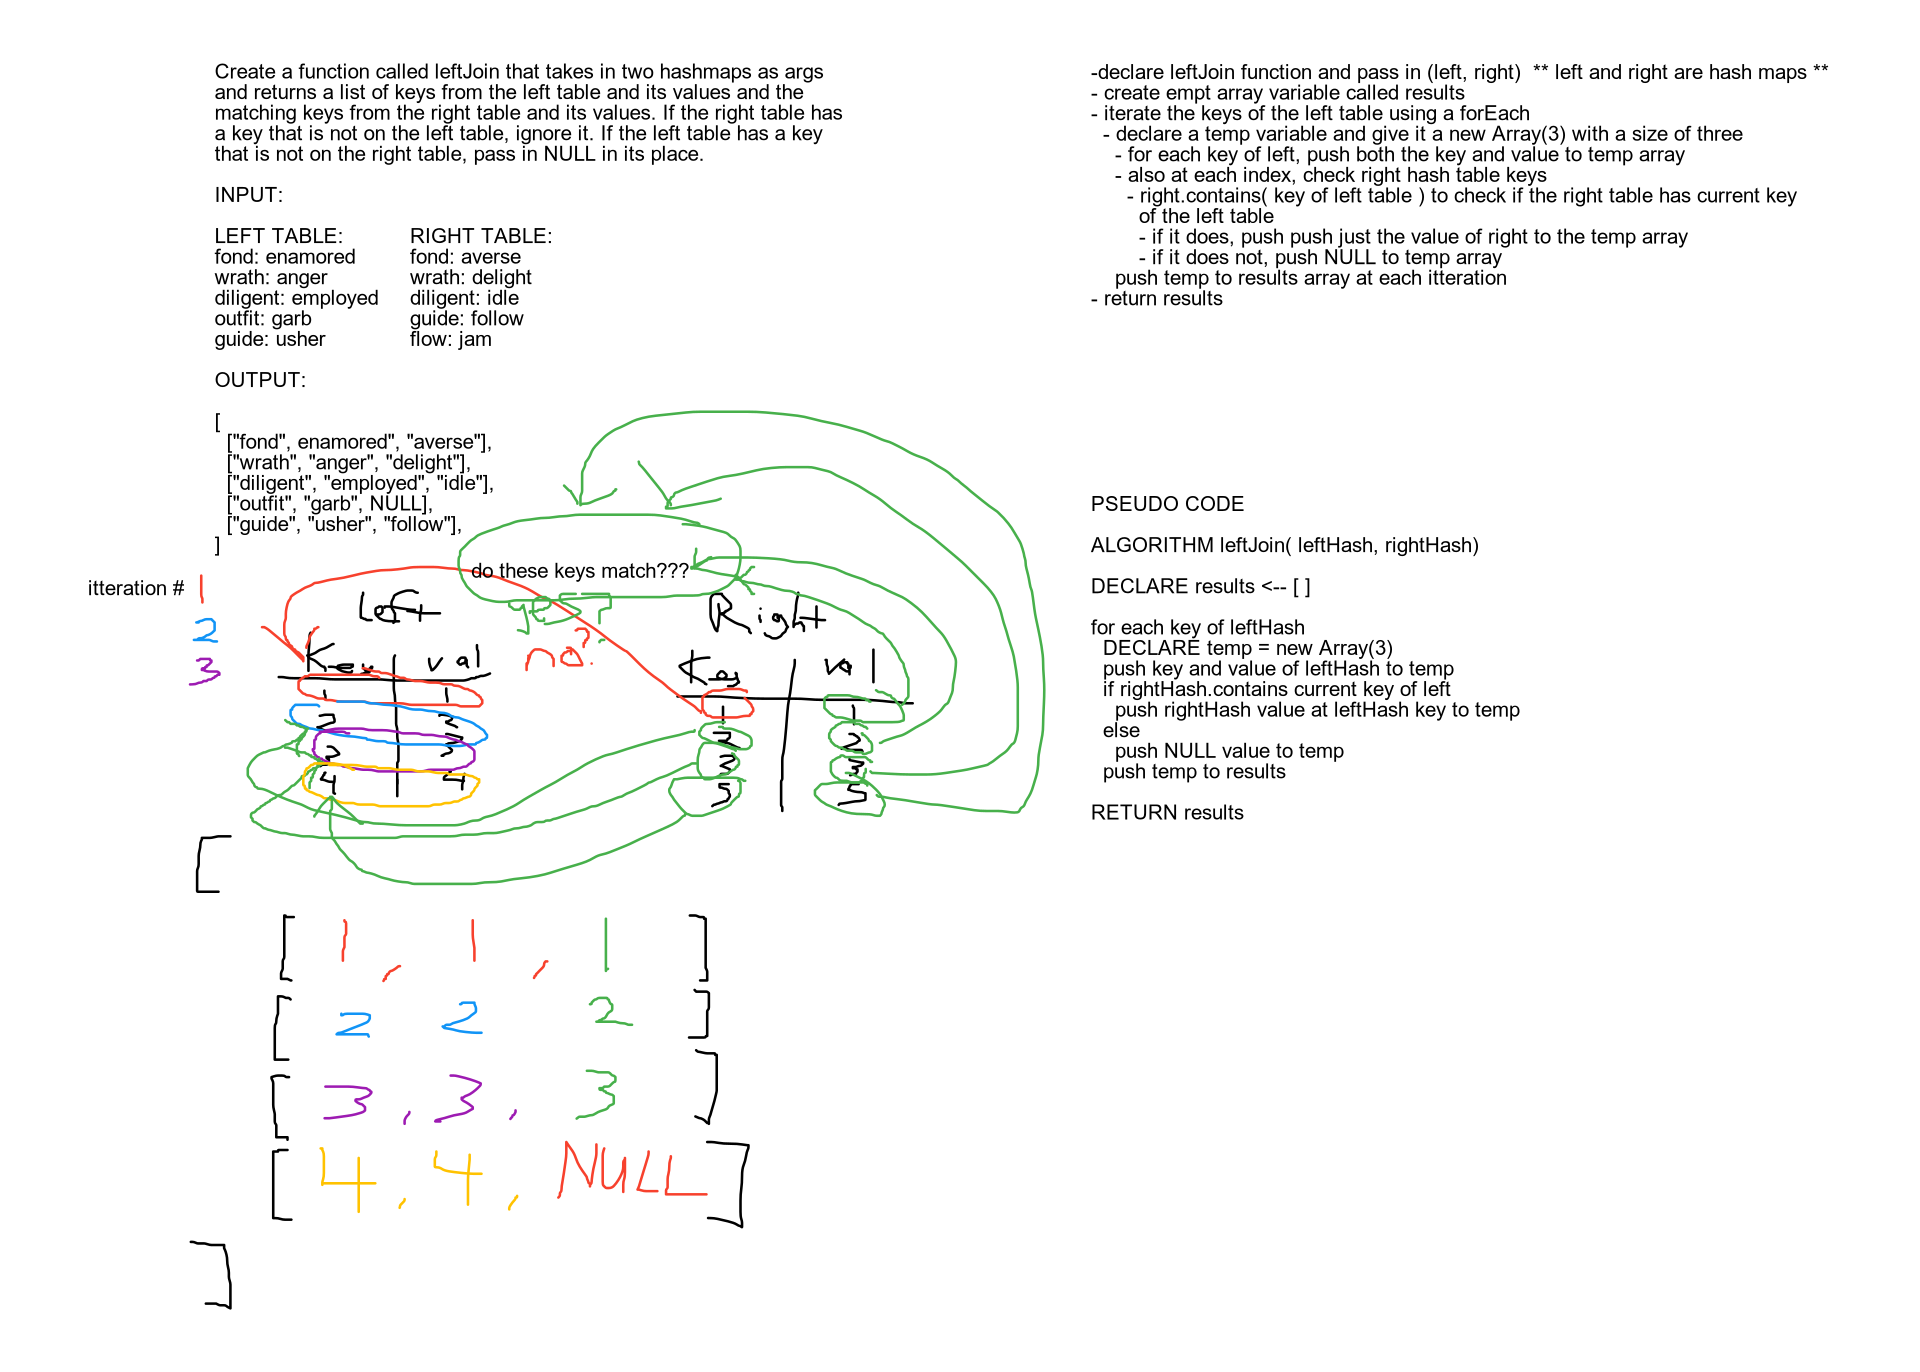 Create a function called leftJoin that takes in two hashmaps as args
and returns a list of keys from the left table and its values and the
matching keys from the right table and its values. If the right table has
a key that is not on the left table, ignore it. If the left table has a key
that is not on the right table, pass in NULL in its place.
INPUT:
LEFT TABLE:
fond: enamored
wrath: anger
diligent: employed
outfit: garb
guide: usher
RIGHT TABLE:
fond: averse
wrath: delight
diligent: idle
guide: follow
flow: jam
OUTPUT:
[
["fond", enamored", "averse"],
["wrath", "anger", "delight"],
["diligent", "employed", "idle"],
["outfit", "garb", NULL],
["guide", "usher", "follow"],
]
itteration # 1
2
3
do these keys match???
no?
Left
Key val
1 1
2 2
3 3
4 4
Right
Key val
1 1
2 2
3 3
5 5
[
[ 1, 1, 1 ]
[ 2 2 2 ]
[ 3, 3, 3 ]
[ 4, 4, NULL ]
]
-declare leftJoin function and pass in (left, right)  ** left and right are hash maps **
- create empt array variable called results
- iterate the keys of the left table using a forEach
- declare a temp variable and give it a new Array(3) with a size of three
- for each key of left, push both the key and value to temp array
- also at each index, check right hash table keys
- right.contains( key of left table ) to check if the right table has current key
of the left table
- if it does, push push just the value of right to the temp array
- if it does not, push NULL to temp array
push temp to results array at each itteration
- return results
PSEUDO CODE
ALGORITHM leftJoin( leftHash, rightHash)
DECLARE results <-- [ ]
for each key of leftHash
DECLARE temp = new Array(3)
push key and value of leftHash to temp
if rightHash.contains current key of left
push rightHash value at leftHash key to temp
else
push NULL value to temp
push temp to results
RETURN results